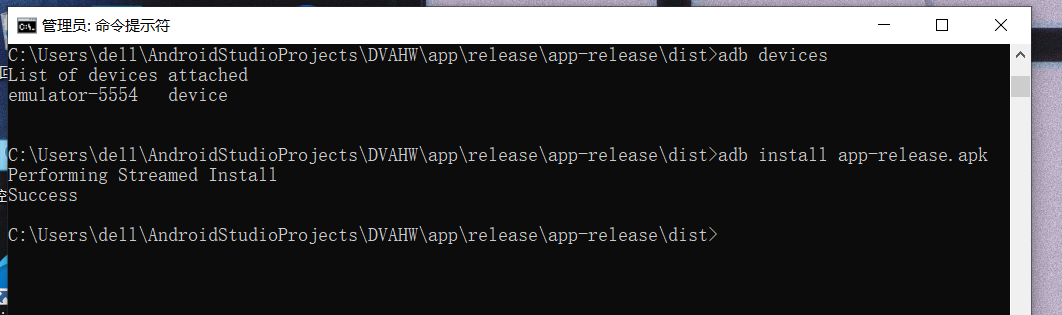 管理员: 命令提示符
C:\Users\dell\AndroidStudioProjects\DVAHW\app\release\app-release\dist>adb devices
List of devices attached
emulator-5554   device
C:\Users\dell\AndroidStudioProjects\DVAHW\app\release\app-release\dist>adb install app-release.apk
Performing Streamed Install
Success
C:\Users\dell\AndroidStudioProjects\DVAHW\app\release\app-release\dist>